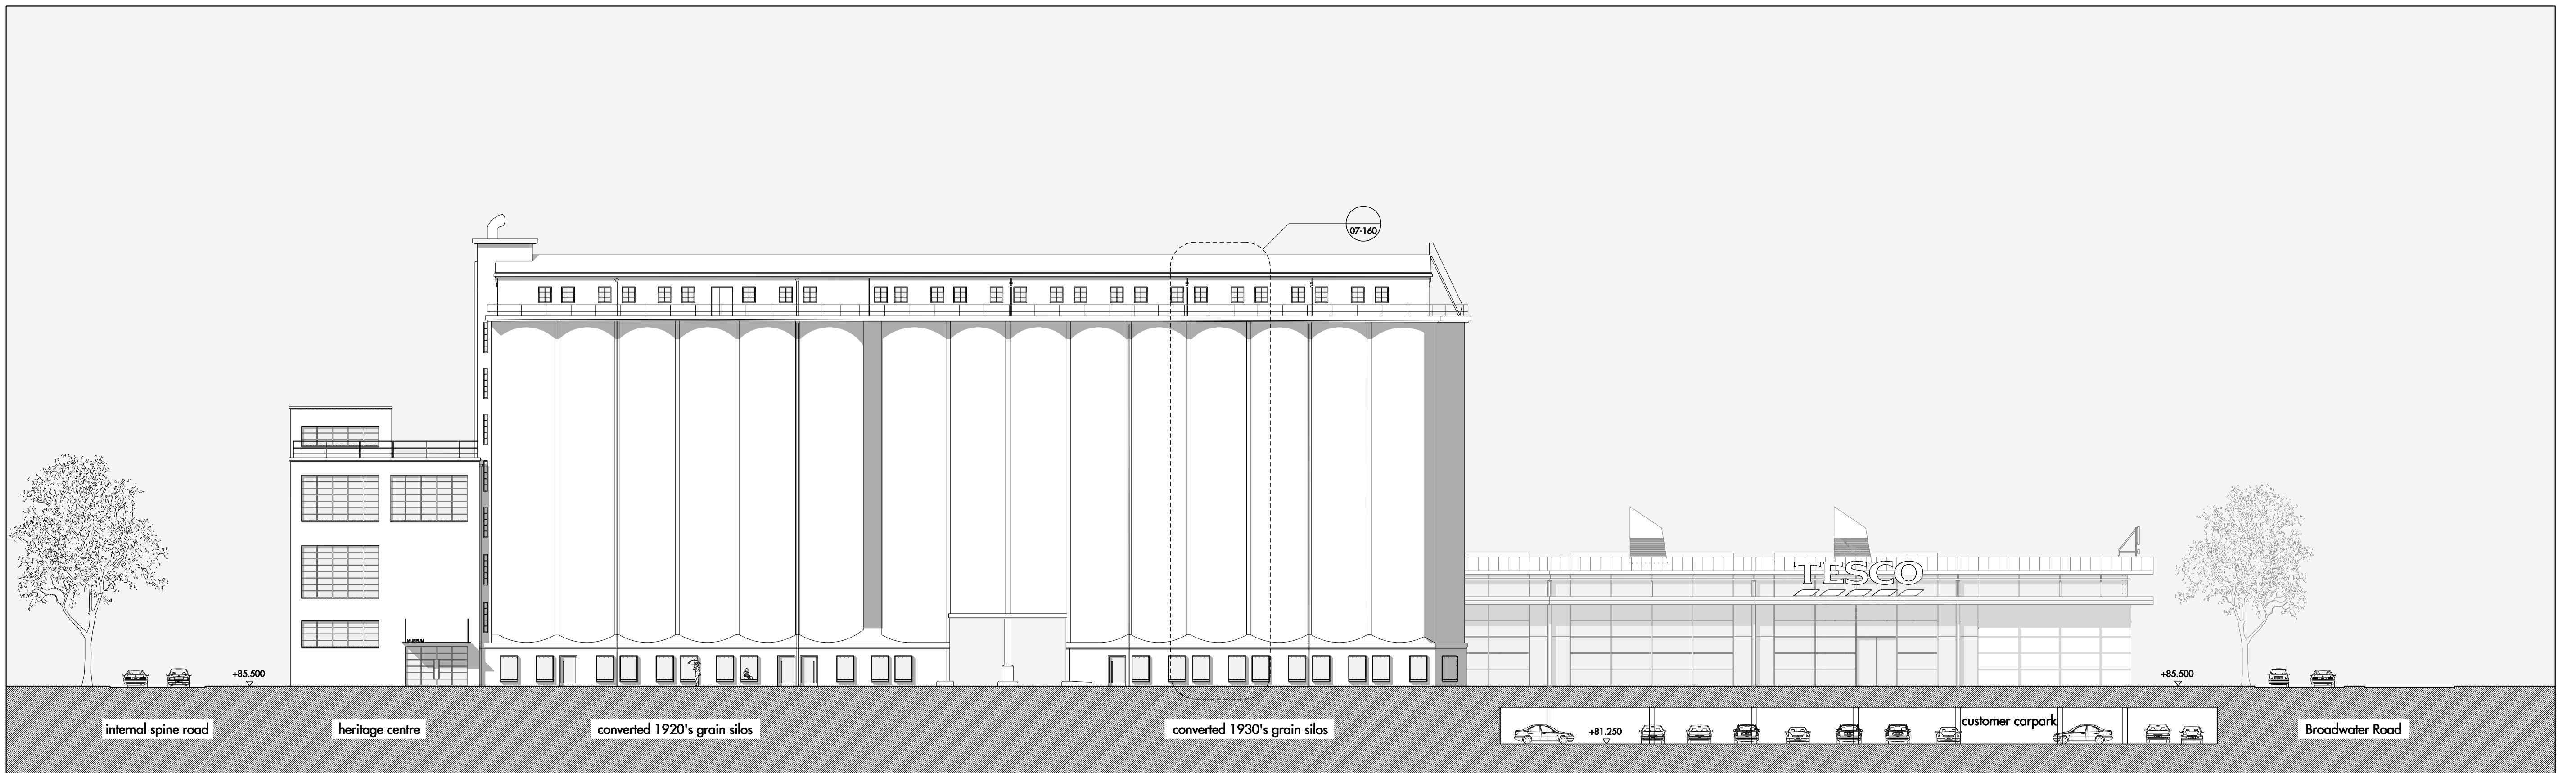 07-160
TESCO
MUSEUM
+85.500
+85.500
internal spine road
heritage centre
converted 1920's grain silos
converted 1930's grain silos
customer carpark
+81.250
Broadwater Road